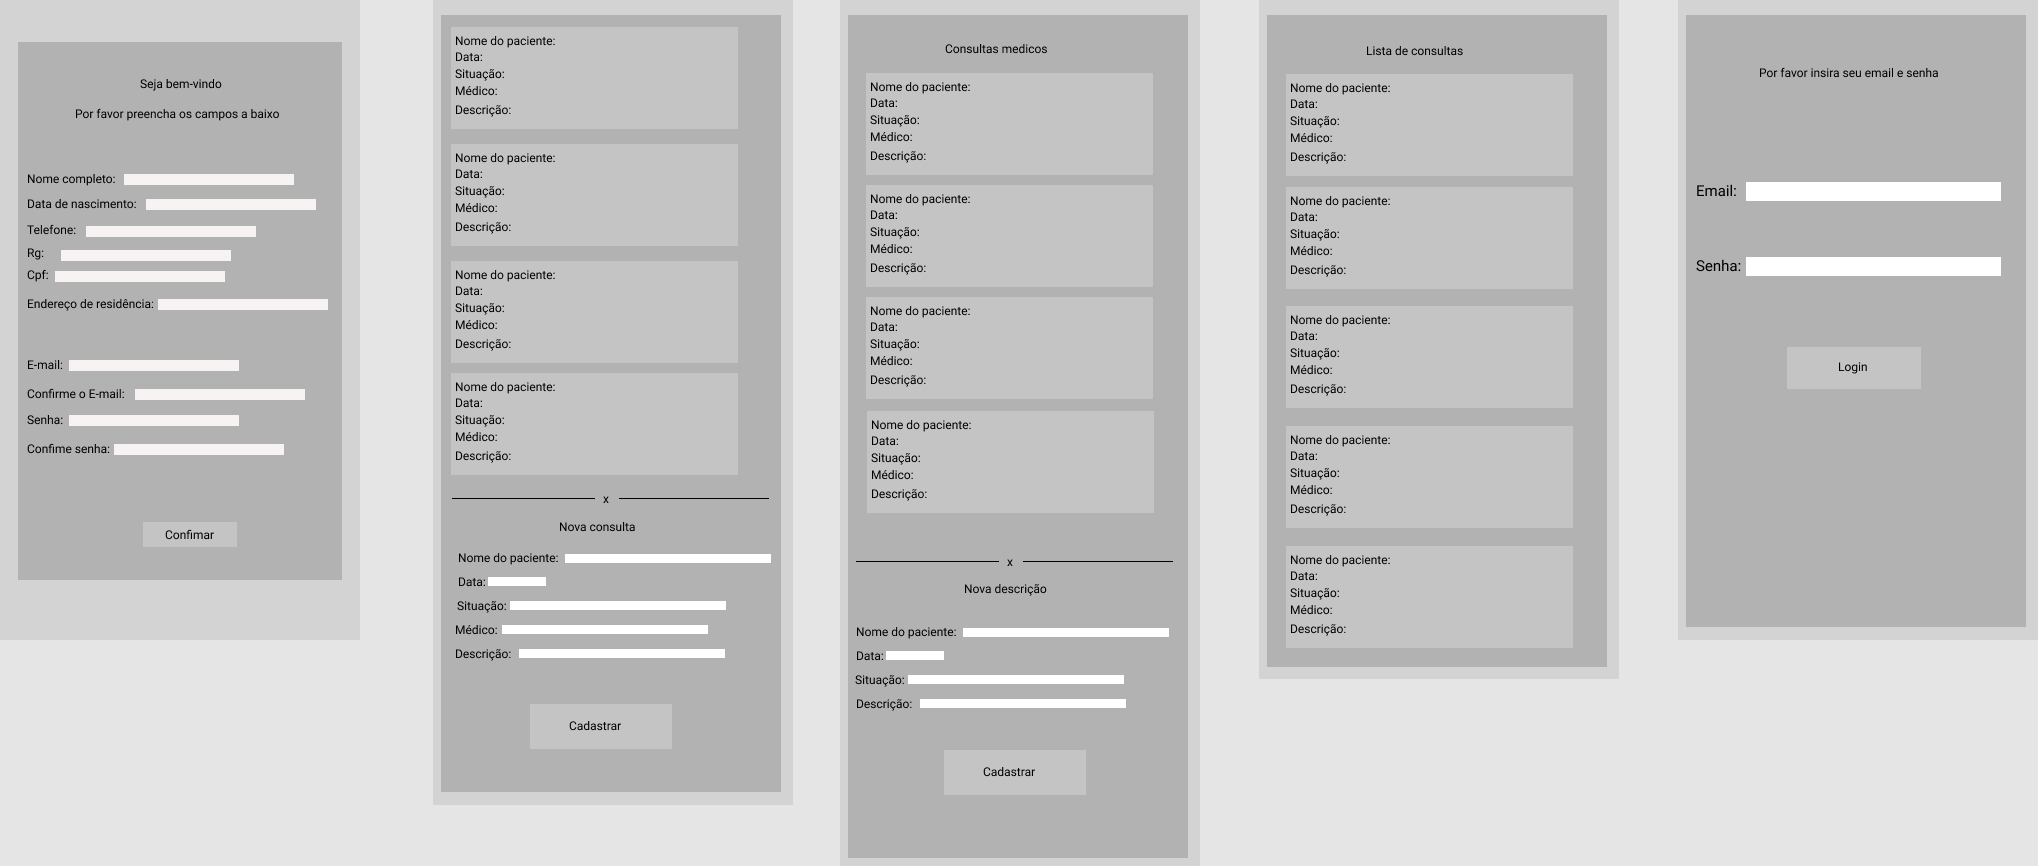 Seja bem-vindo
Por favor preencha os campos a baixo
Nome completo:
Data de nascimento:
Telefone:
Rg:
Cpf:
Endereço de residência:
E-mail:
Confirme o E-mail:
Senha:
Confime senha:
Confimar
Nome do paciente:
Data:
Situação:
Médico:
Descrição:
Nome do paciente:
Data:
Situação:
Médico:
Descrição:
Nome do paciente:
Data:
Situação:
Médico:
Descrição:
Nome do paciente:
Data:
Situação:
Médico:
Descrição:
x
Nova consulta
Nome do paciente:
Data:
Situação:
Médico:
Descrição:
Cadastrar
Consultas medicos
Nome do paciente:
Data:
Situação:
Médico:
Descrição:
Nome do paciente:
Data:
Situação:
Médico:
Descrição:
Nome do paciente:
Data:
Situação:
Médico:
Descrição:
Nome do paciente:
Data:
Situação:
Médico:
Descrição:
x
Nova descrição
Nome do paciente:
Data:
Situação:
Descrição:
Cadastrar
Lista de consultas
Nome do paciente:
Data:
Situação:
Médico:
Descrição:
Nome do paciente:
Data:
Situação:
Médico:
Descrição:
Nome do paciente:
Data:
Situação:
Médico:
Descrição:
Nome do paciente:
Data:
Situação:
Médico:
Descrição:
Nome do paciente:
Data:
Situação:
Médico:
Descrição:
Por favor insira seu email e senha
Email:
Senha:
Login